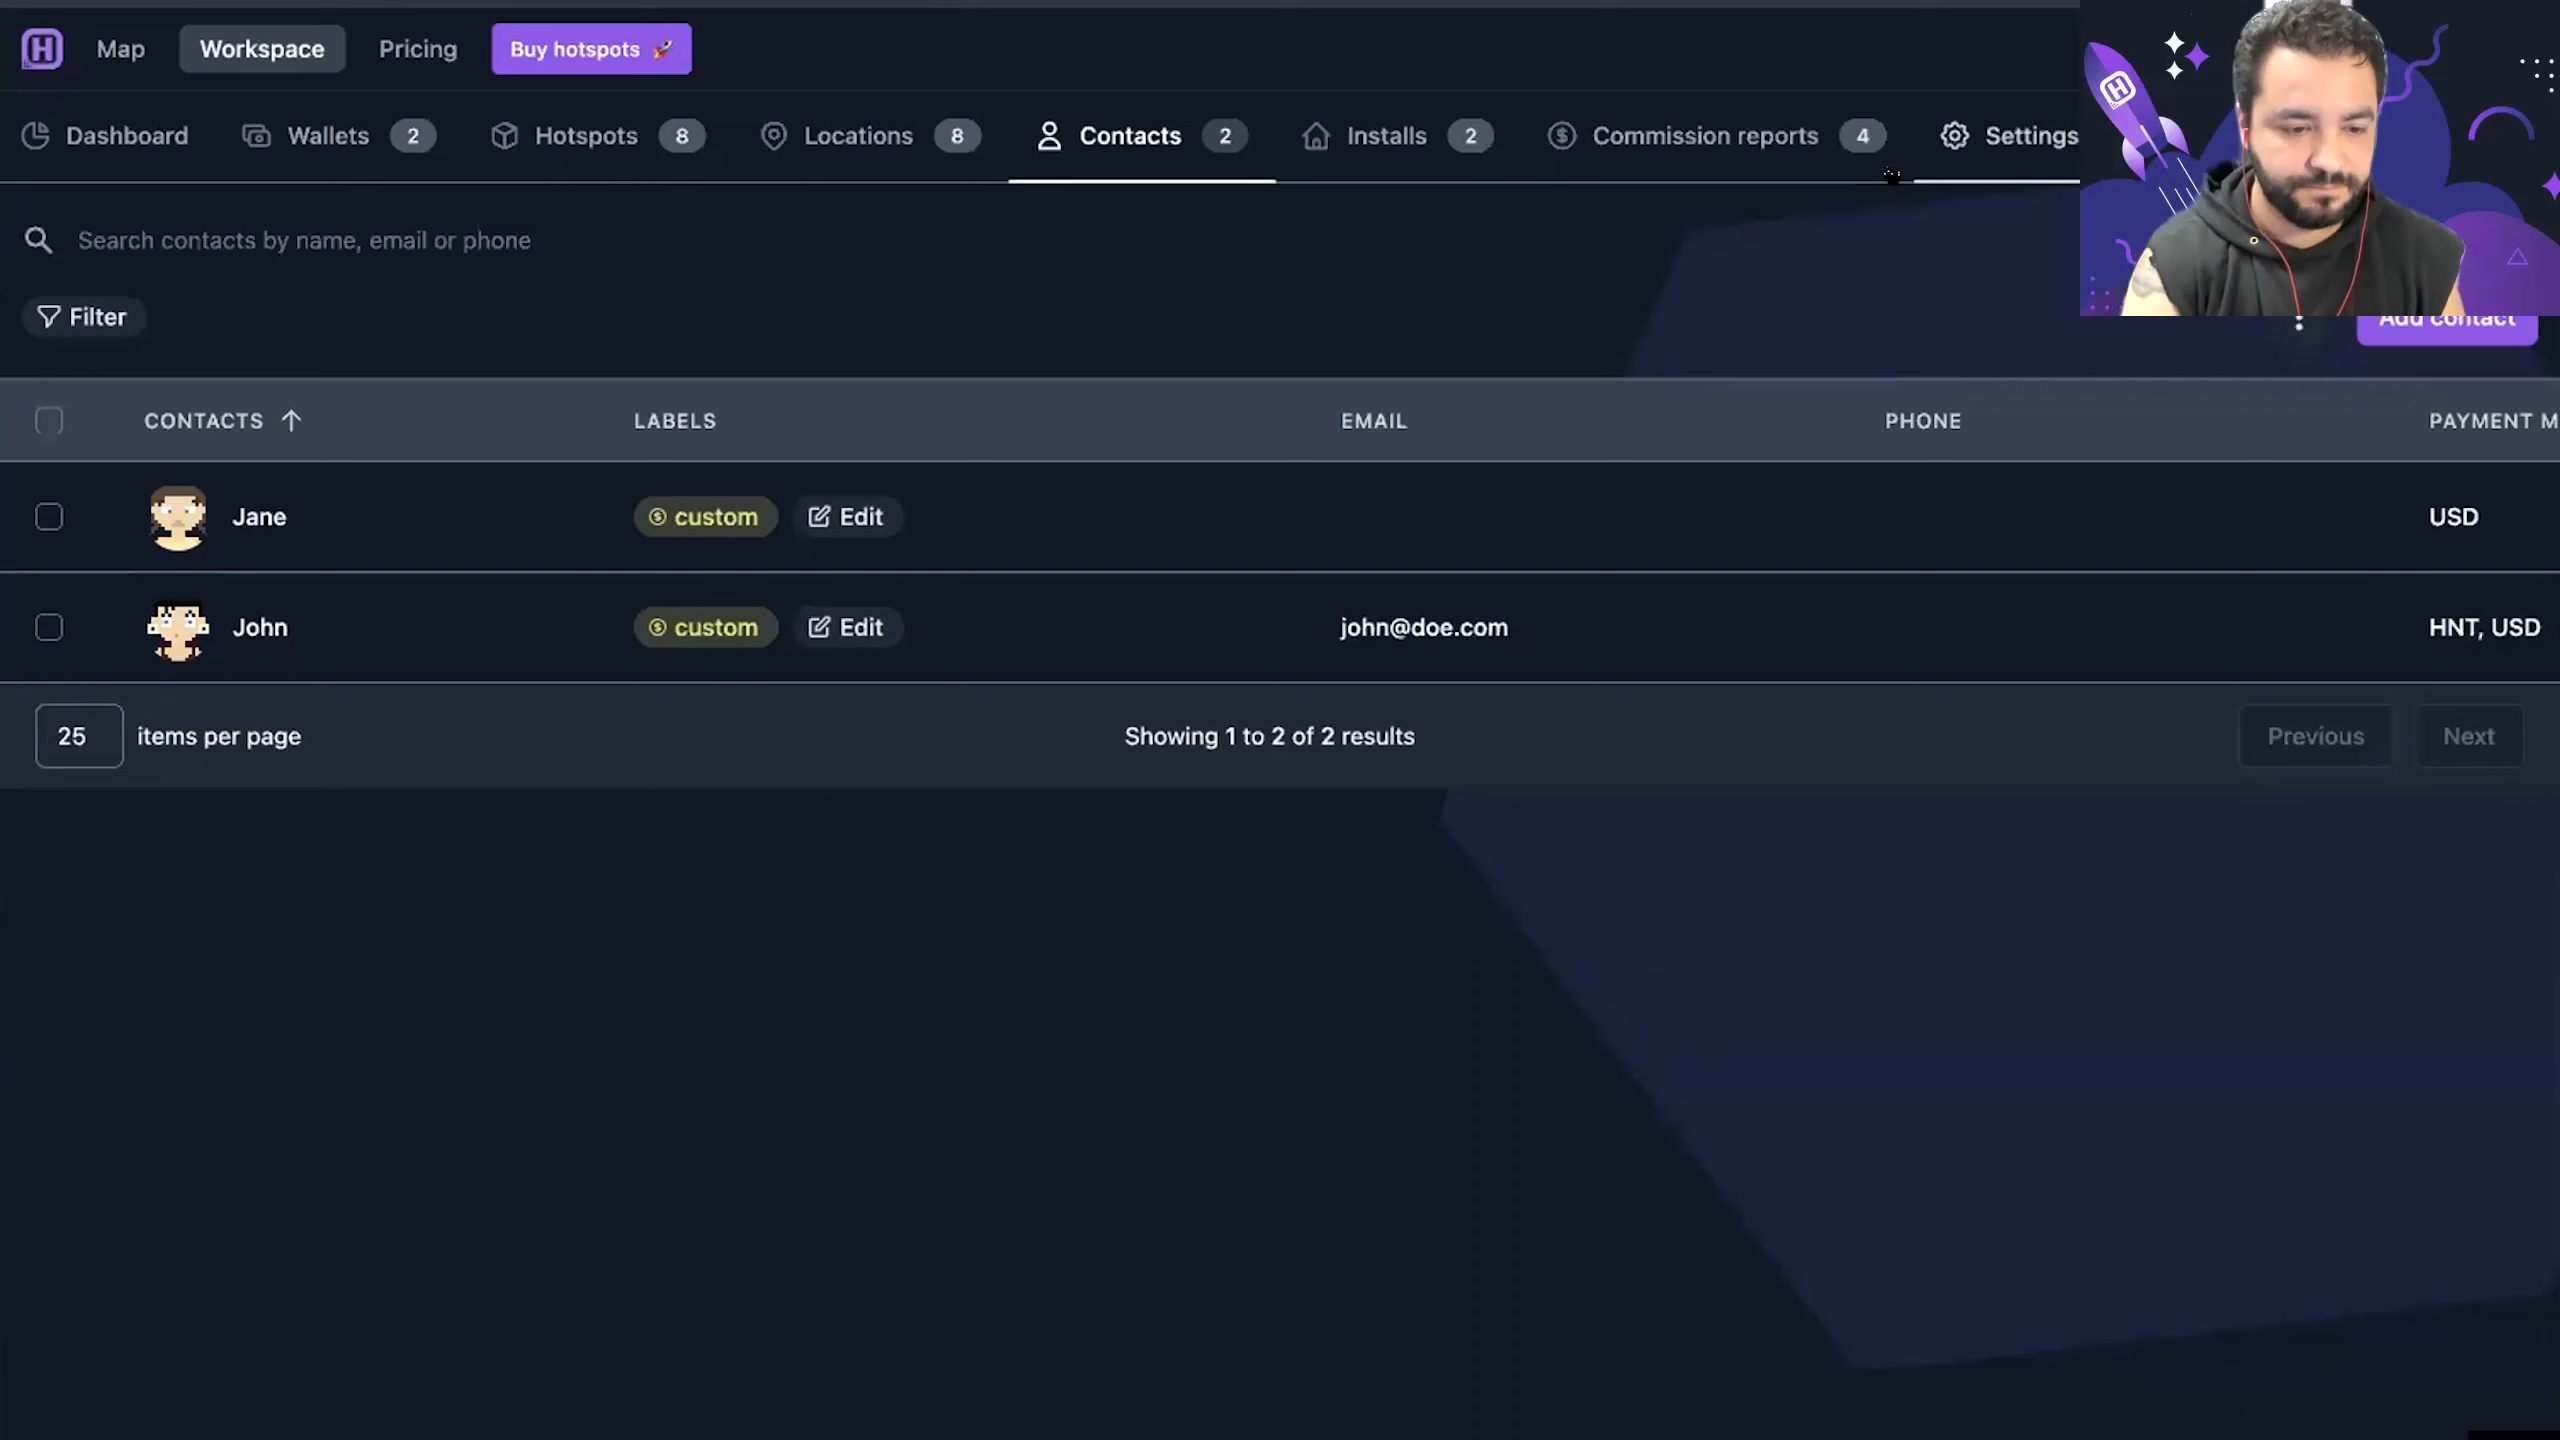 Map Workspace Pricing Buy hotspots 🚀
Dashboard Wallets 2 Hotspots 8 Locations 8 Contacts 2 Installs 2 Commission reports 4 Settings
Search contacts by name, email or phone
Filter
Add contact
CONTACTS ↑ LABELS EMAIL PHONE PAYMENT M
Jane custom Edit USD
John custom Edit john@doe.com HNT, USD
25 items per page Showing 1 to 2 of 2 results Previous Next